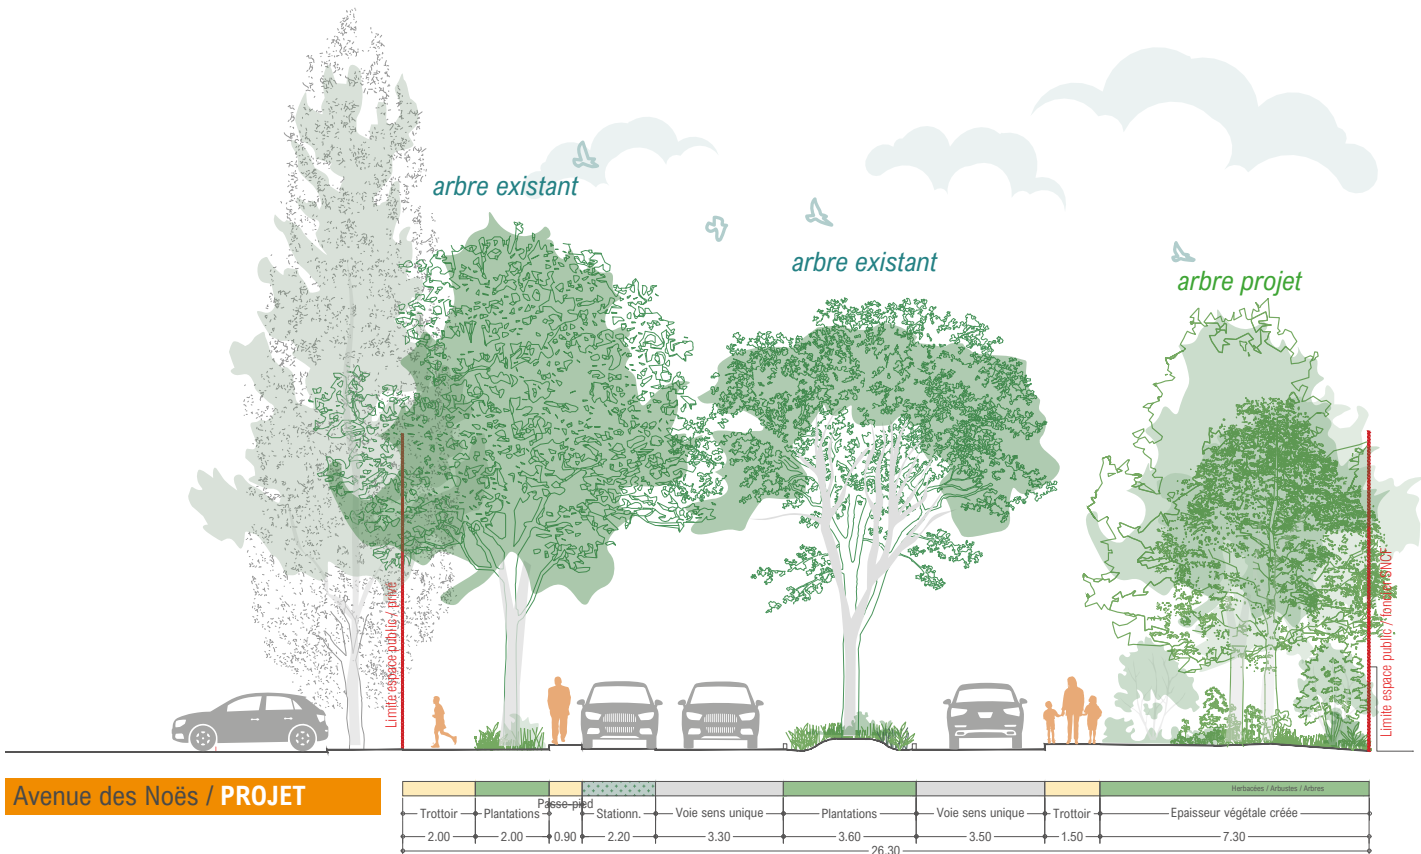 arbre existant
arbre existant
arbre projet
Limite espace public / privé
Limite espace public / foncier SNCF
Avenue des Noës / PROJET
Herbacées / Arbustes / Arbres
Trottoir
Plantations
Passe-pied
Stationn.
Voie sens unique
Plantations
Voie sens unique
Trottoir
Epaisseur végétale créée
2.00
2.00
0.90
2.20
3.30
3.60
3.50
1.50
7.30
26.30